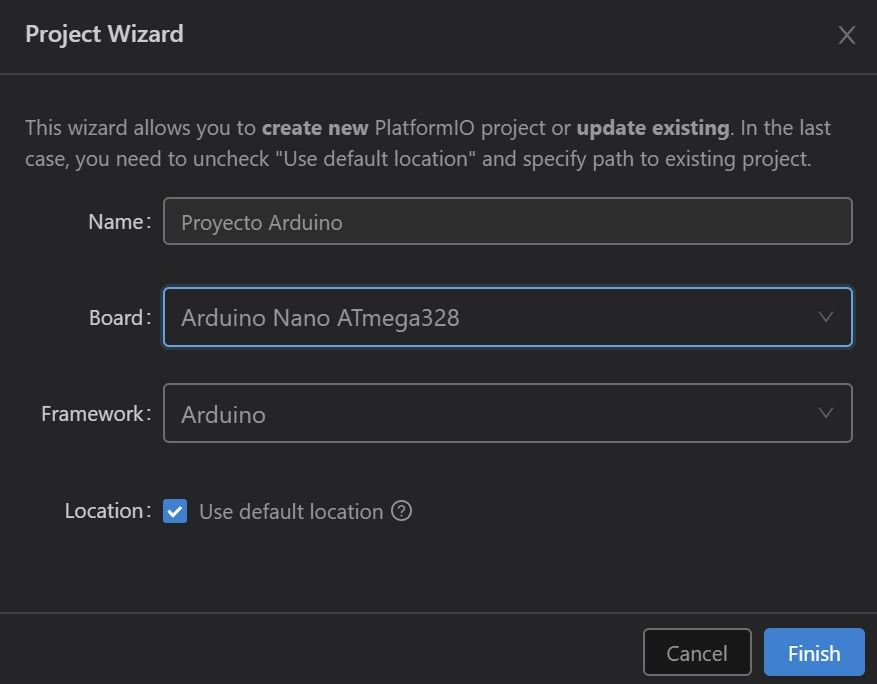 Project Wizard
This wizard allows you to create new PlatformIO project or update existing. In the last
case, you need to uncheck "Use default location" and specify path to existing project.
Name: Proyecto Arduino
Board: Arduino Nano ATmega328
Framework: Arduino
Location: Use default location
Cancel Finish